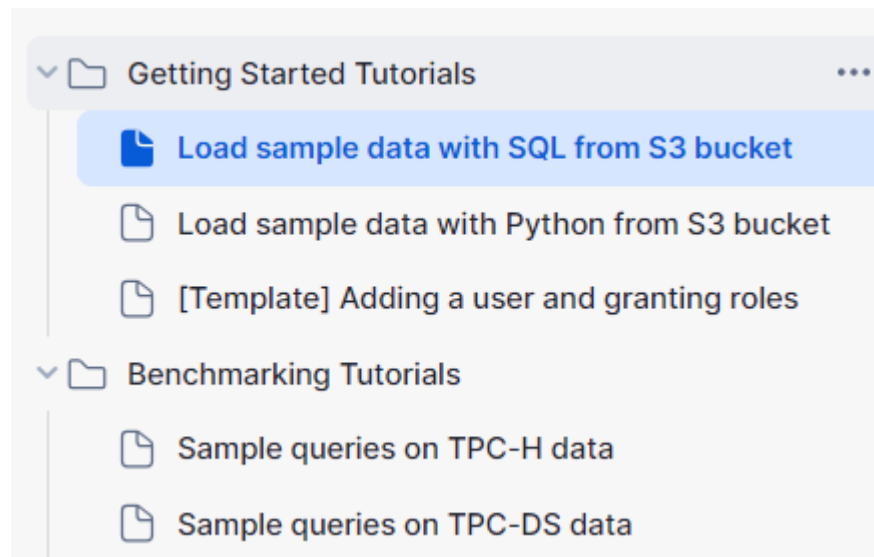 Getting Started Tutorials
Load sample data with SQL from S3 bucket
Load sample data with Python from S3 bucket
[Template] Adding a user and granting roles
Benchmarking Tutorials
Sample queries on TPC-H data
Sample queries on TPC-DS data